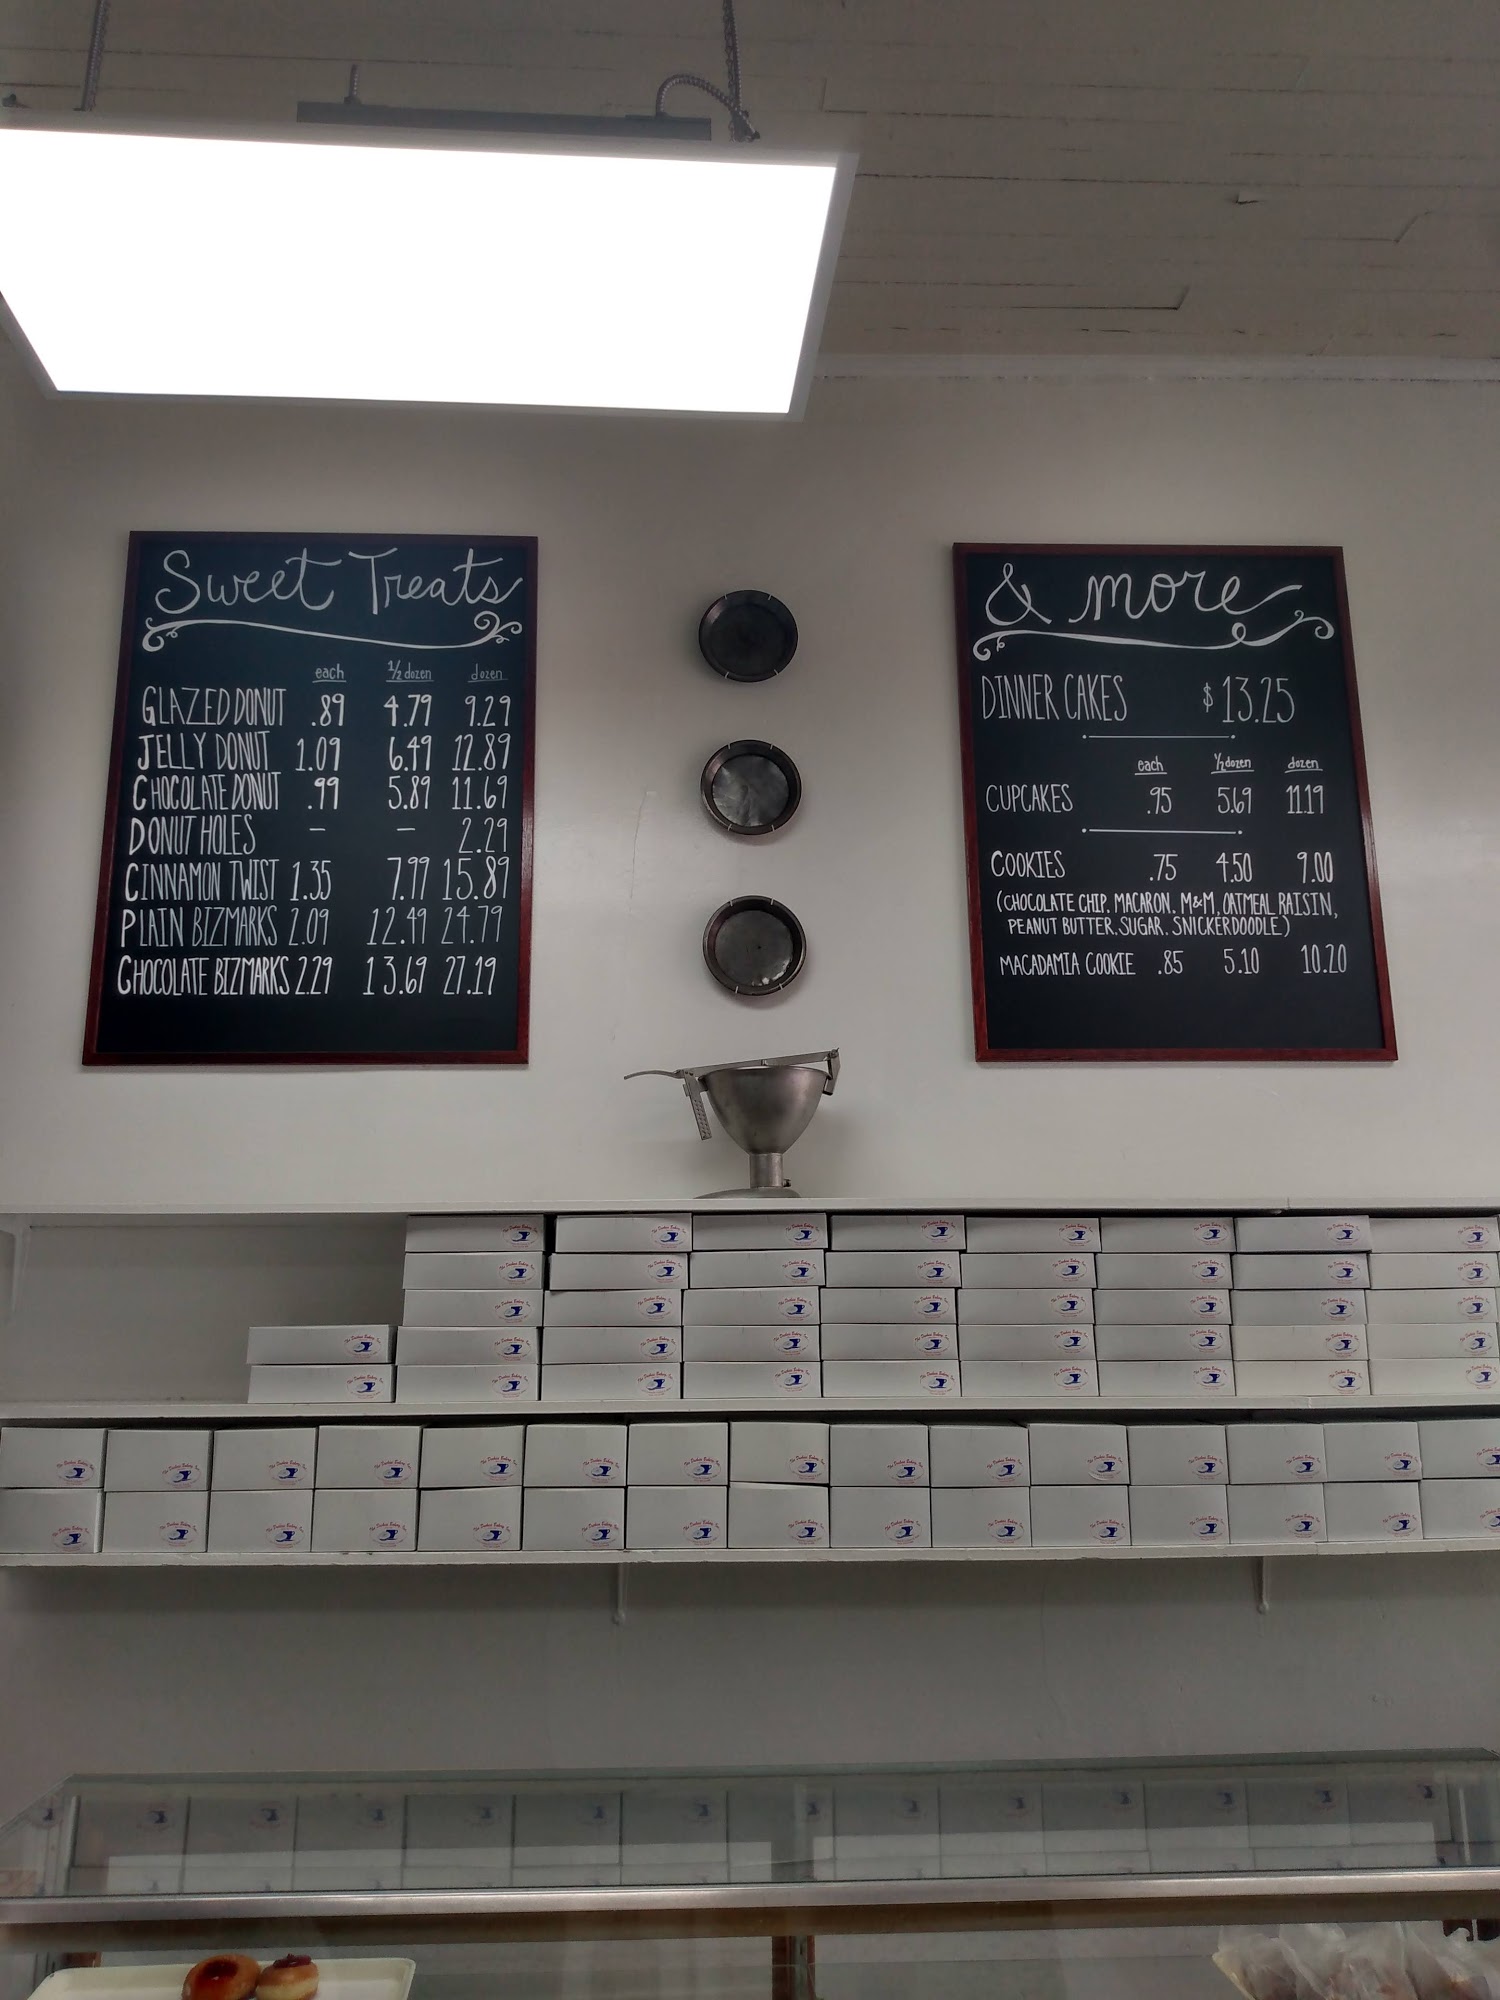 Sweet Treats
each 1/2 dozen dozen
GLAZED DONUT .89 4.79 9.29
JELLY DONUT 1.09 6.49 12.89
CHOCOLATE DONUT .99 5.89 11.69
DONUT HOLES – – 2.29
CINNAMON TWIST 1.35 7.99 15.89
PLAIN BIZMARKS 2.09 12.49 24.79
CHOCOLATE BIZMARKS 2.29 13.69 27.19
& more
DINNER CAKES $13.25
each 1/2 dozen dozen
CUPCAKES .95 5.69 11.19
COOKIES .75 4.50 9.00
(CHOCOLATE CHIP, MACARON, M&M, OATMEAL RAISIN,
PEANUT BUTTER, SUGAR, SNICKERDOODLE)
MACADAMIA COOKIE .85 5.10 10.20